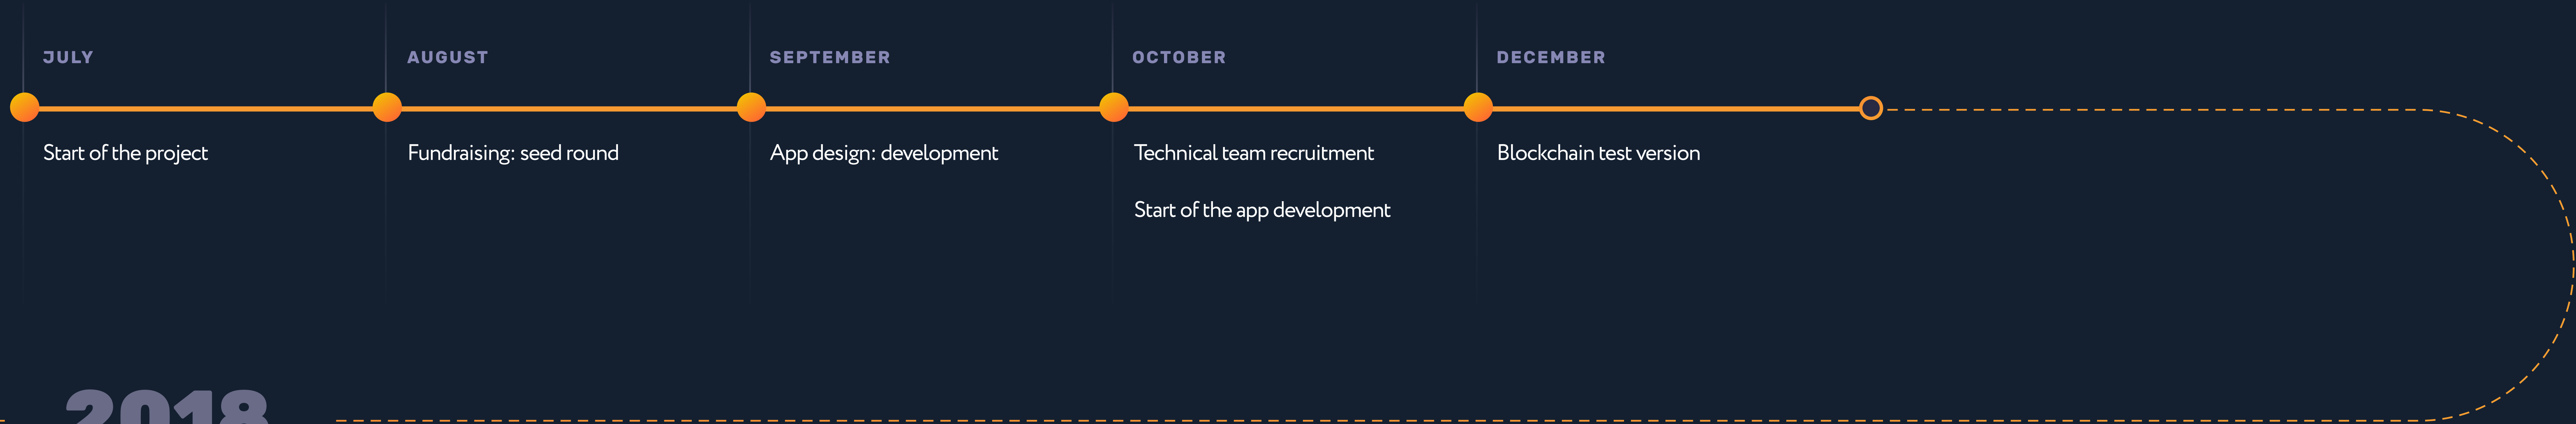 JULY
AUGUST
SEPTEMBER
OCTOBER
DECEMBER
Start of the project
Fundraising: seed round
App design: development
Technical team recruitment
Blockchain test version
Start of the app development
2018